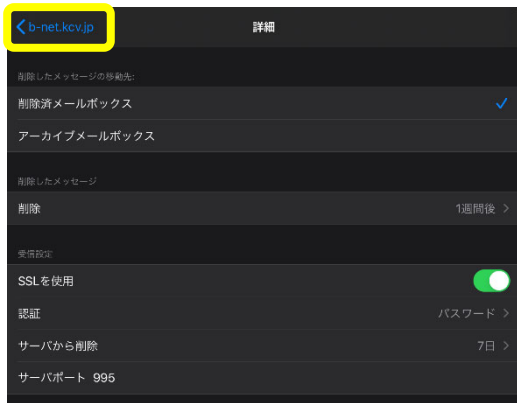 b-net.kcv.jp 詳細
削除したメッセージの移動先:
削除済メールボックス
アーカイブメールボックス
削除したメッセージ
削除 1週間後
受信設定
SSLを使用
認証 パスワード
サーバから削除 7日
サーバポート 995